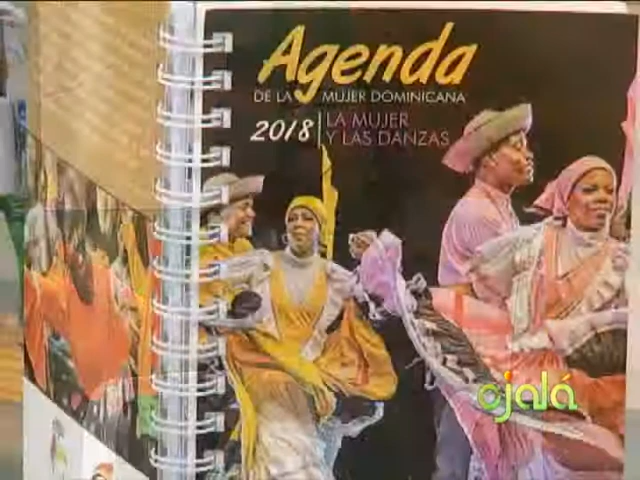 Agenda
DE LA MUJER DOMINICANA
2018 LA MUJER
Y LAS DANZAS
ojalá